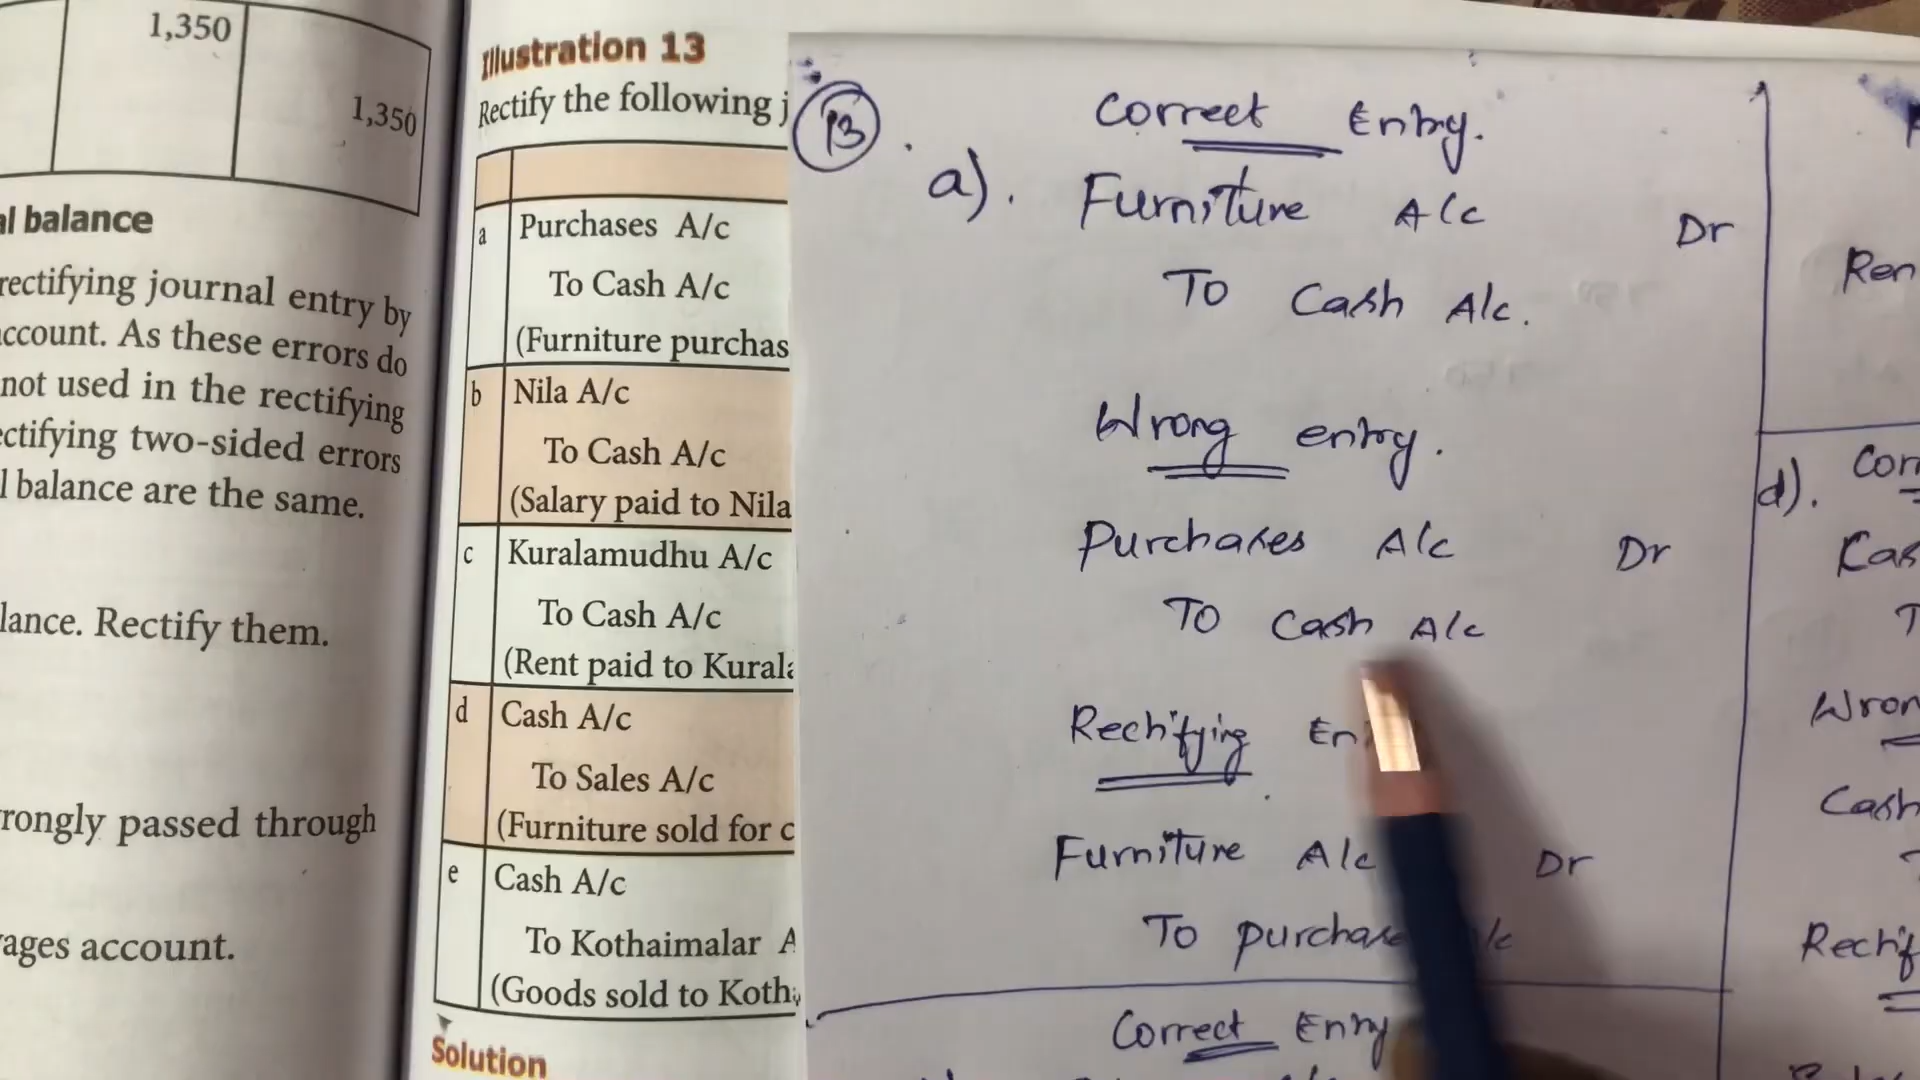 1,350
1,350
al balance
rectifying journal entry by
account. As these errors do
not used in the rectifying
ectifying two-sided errors
l balance are the same.
lance. Rectify them.
rongly passed through
ages account.
Illustration 13
Rectify the following j
a Purchases A/c
To Cash A/c
(Furniture purchas
b Nila A/c
To Cash A/c
(Salary paid to Nila
c Kuralamudhu A/c
To Cash A/c
(Rent paid to Kurala
d Cash A/c
To Sales A/c
(Furniture sold for c
e Cash A/c
To Kothaimalar A
(Goods sold to Koth
Solution
13.
Correct Entry.
a). Furniture A/c Dr
To Cash A/c.
Wrong entry.
Purchases A/c Dr
To Cash A/c
Rectifying En
Furniture A/c Dr
To purchase
Correct Entry
Ren
d). Corr
Cas
T
Wron
Cash
T
Rectif